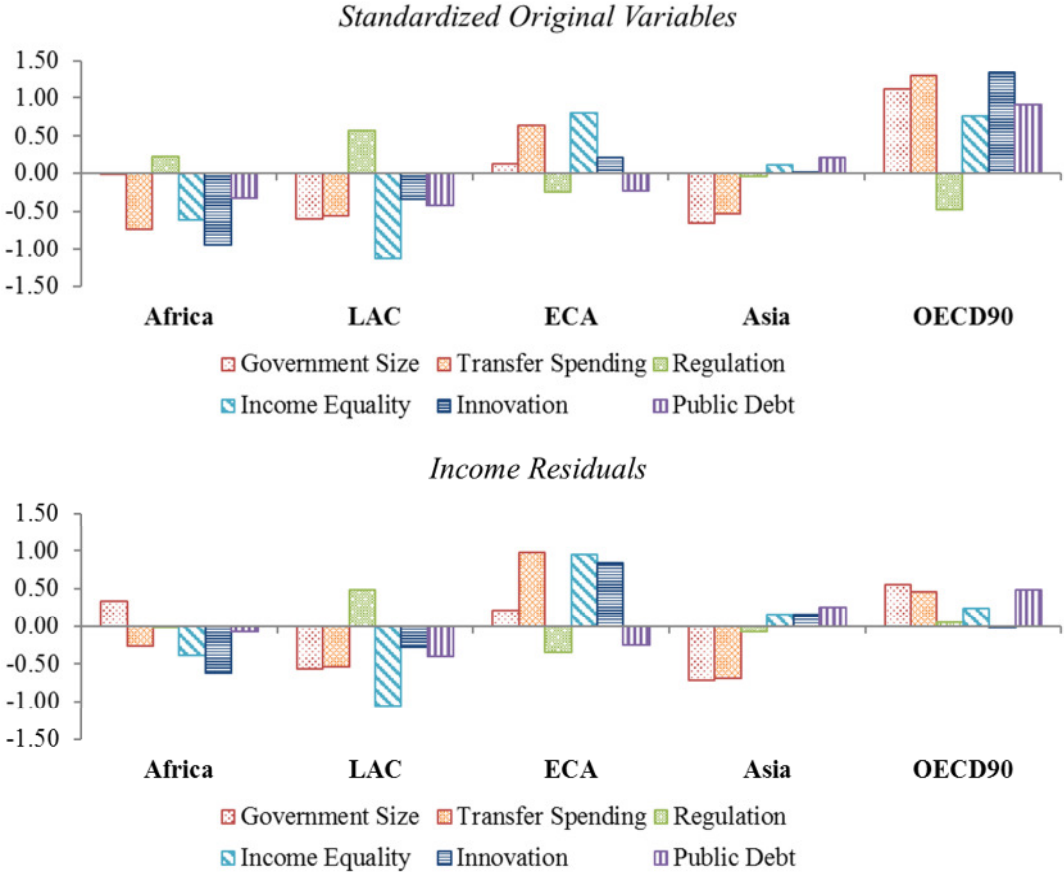 Standardized Original Variables
1.50
1.00
0.50
0.00
-0.50
-1.00
-1.50
Africa LAC ECA Asia OECD90
Government Size Transfer Spending Regulation
Income Equality Innovation Public Debt
Income Residuals
1.50
1.00
0.50
0.00
-0.50
-1.00
-1.50
Africa LAC ECA Asia OECD90
Government Size Transfer Spending Regulation
Income Equality Innovation Public Debt